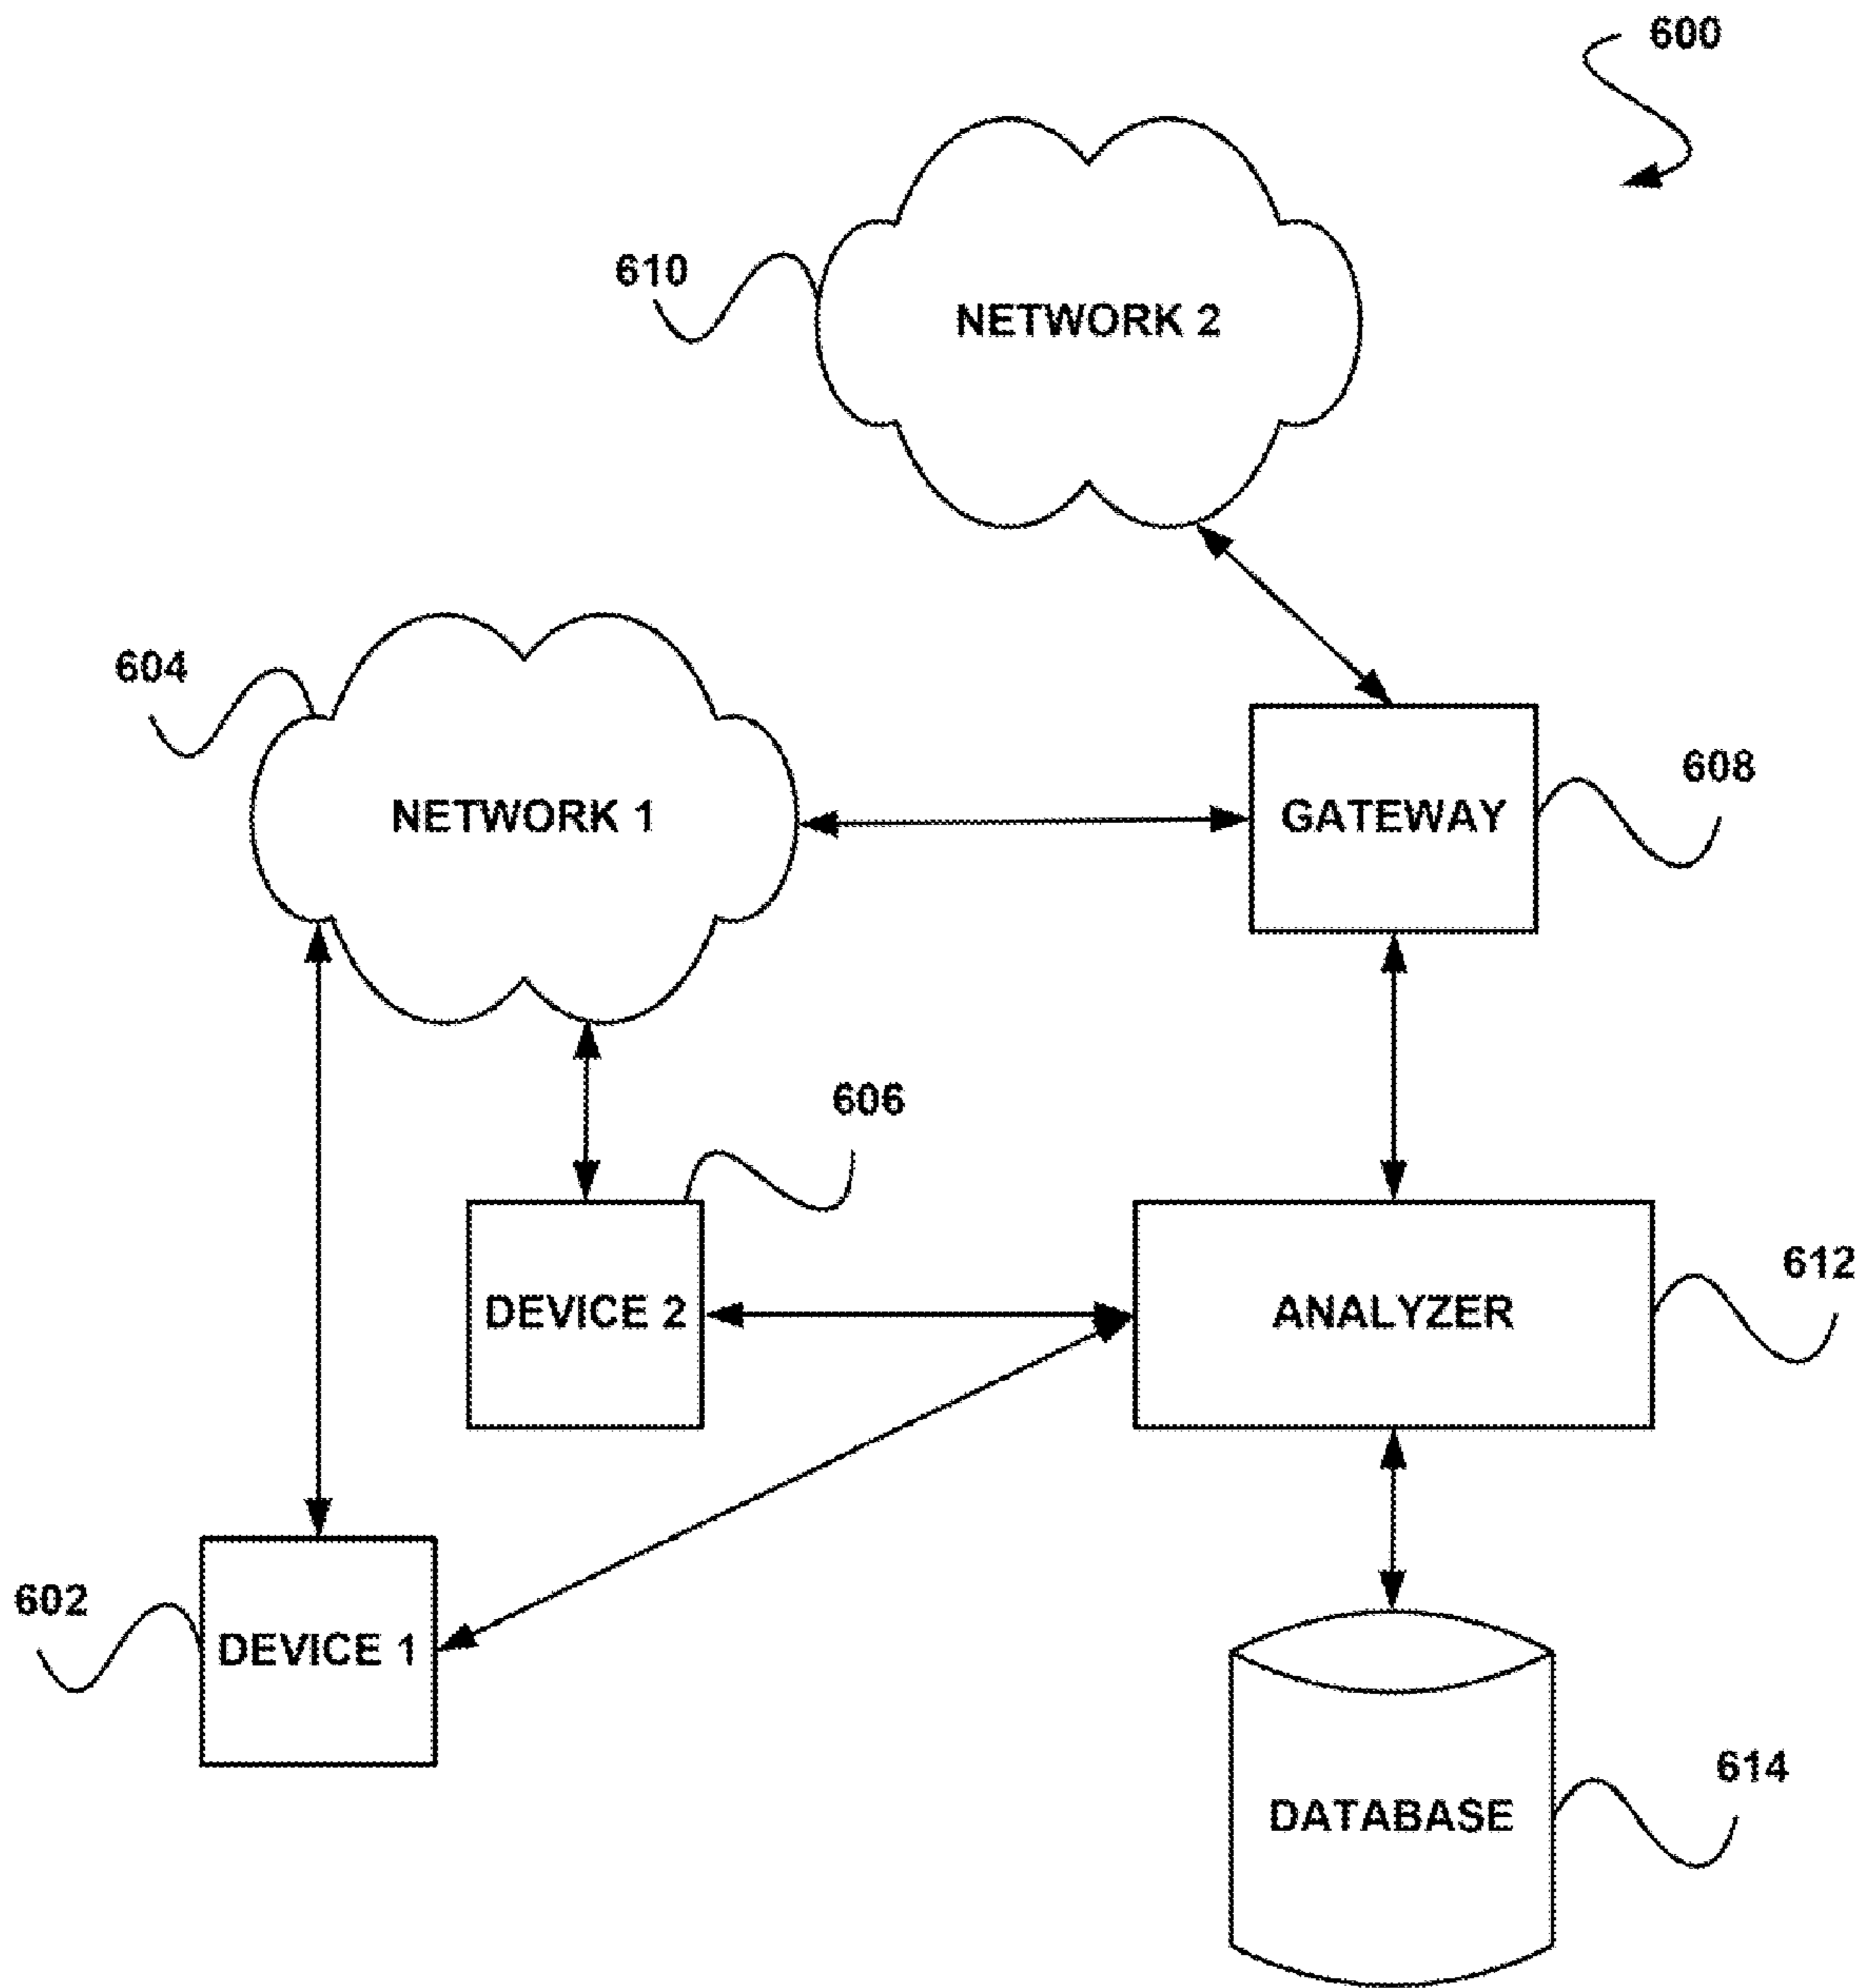 600
610
NETWORK 2
604
NETWORK 1
608
GATEWAY
606
612
DEVICE 2
ANALYZER
602
DEVICE 1
614
DATABASE